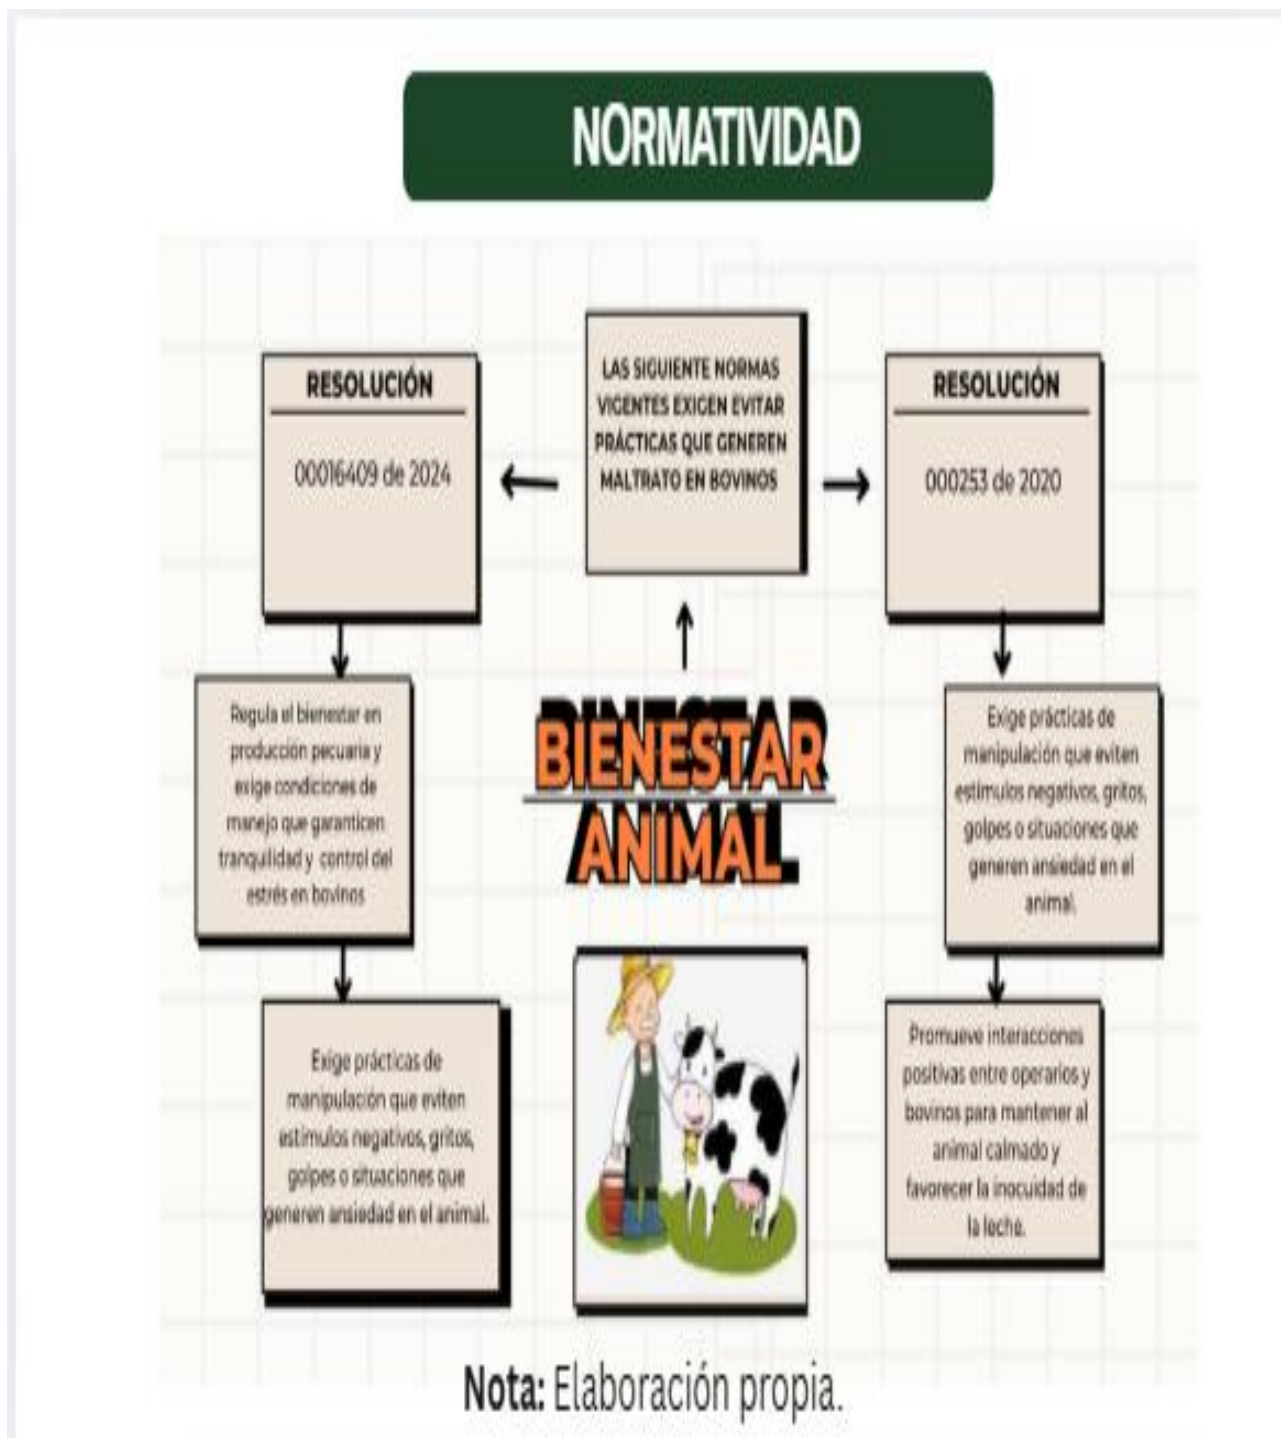 NORMATIVIDAD
LAS SIGUIENTE NORMAS
VIGENTES EXIGEN EVITAR
PRÁCTICAS QUE GENEREN
MALTRATO EN BOVINOS
RESOLUCIÓN
00016409 de 2024
RESOLUCIÓN
000253 de 2020
Regula el bienestar en
producción pecuaria y
exige condiciones de
manejo que garanticen
tranquilidad y control del
estrés en bovinos
BIENESTAR
ANIMAL
Exige prácticas de
manipulación que eviten
estímulos negativos, gritos,
golpes o situaciones que
generen ansiedad en el
animal.
Exige prácticas de
manipulación que eviten
estímulos negativos, gritos,
golpes o situaciones que
generen ansiedad en el animal.
Promueve interacciones
positivas entre operarios y
bovinos para mantener al
animal calmado y
favorecer la inocuidad de
la leche.
Nota: Elaboración propia.